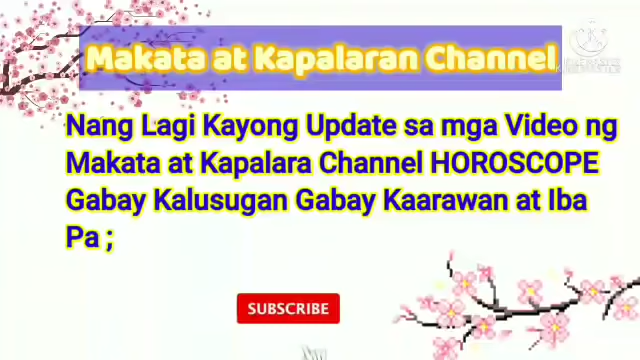 Makata at Kapalaran Channel
Nang Lagi Kayong Update sa mga Video ng
Makata at Kapalara Channel HOROSCOPE
Gabay Kalusugan Gabay Kaarawan at Iba
Pa ;
SUBSCRIBE